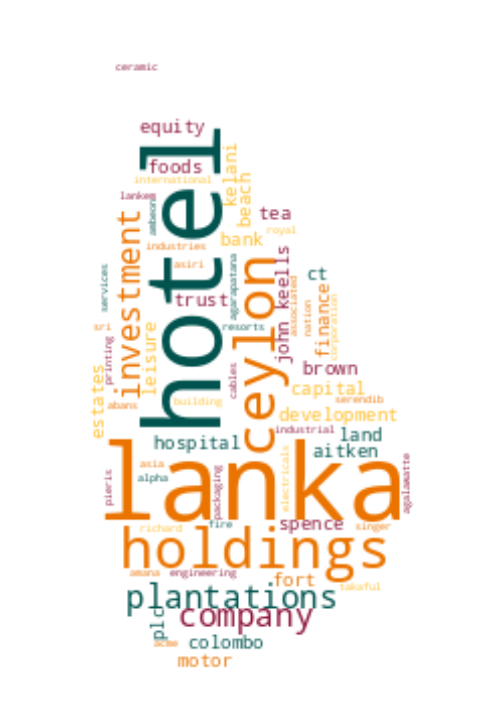 ceramic
equity
hotel
foods
kelani
international
beach
lankem
ambeona
tea
investment
royal
bank
industries
ceylon
john keells
agarapatana
asiri
services
ct
associated
finance
trust
corporation
nation
sri
resorts
leisure
printing
brown
estates
cables
capital
abans
building
serendib
development
industrial
land
hospital
aitken
lanka
electricals
agalawatte
asia
packaging
pieris
alpha
richard
fire
spence
singer
holdings
amana
engineering
fort
takaful
plantations
company
plc
acme
colombo
motor